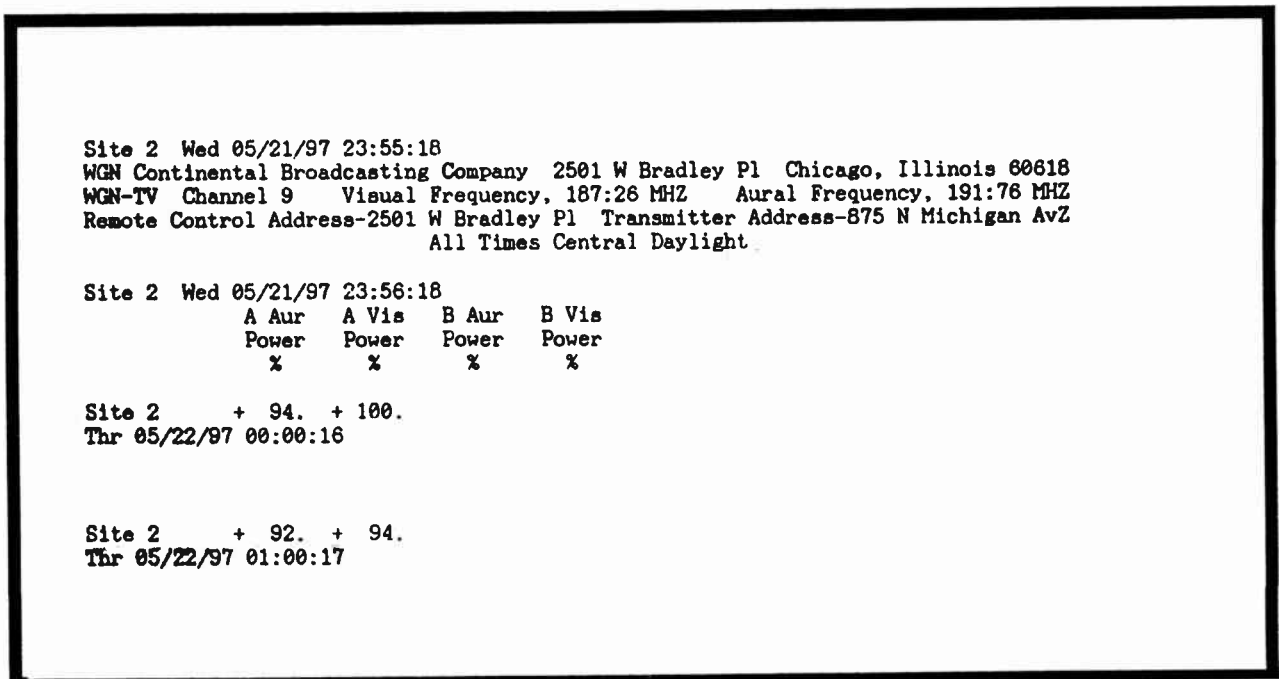 Site 2 Wed 05/21/97 23:55:18
WGN Continental Broadcasting Company 2501 W Bradley Pl Chicago, Illinois 60618
WGN-TV Channel 9 Visual Frequency, 187:26 MHZ Aural Frequency, 191:76 MHZ
Remote Control Address-2501 W Bradley Pl Transmitter Address-875 N Michigan AvZ
All Times Central Daylight
Site 2 Wed 05/21/97 23:56:18
A Aur A Vis B Aur B Vis
Power Power Power Power
% % % %
Site 2 + 94. + 100.
Thr 05/22/97 00:00:16
Site 2 + 92. + 94.
Thr 05/22/97 01:00:17